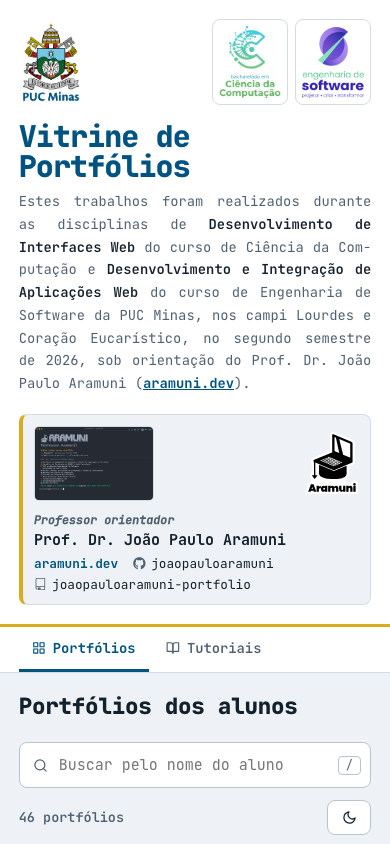 PUC Minas
bacharelado em
Ciência da
Computação
engenharia de
software
projetar • criar • transformar
Vitrine de
Portfólios
Estes trabalhos foram realizados durante
as disciplinas de Desenvolvimento de
Interfaces Web do curso de Ciência da Com-
putação e Desenvolvimento e Integração de
Aplicações Web do curso de Engenharia de
Software da PUC Minas, nos campi Lourdes e
Coração Eucarístico, no segundo semestre
de 2026, sob orientação do Prof. Dr. João
Paulo Aramuni (aramuni.dev).
ARAMUNI
Aramuni
Professor orientador
Prof. Dr. João Paulo Aramuni
aramuni.dev joaopauloaramuni
joaopauloaramuni-portfolio
Portfólios Tutoriais
Portfólios dos alunos
Buscar pelo nome do aluno /
46 portfólios